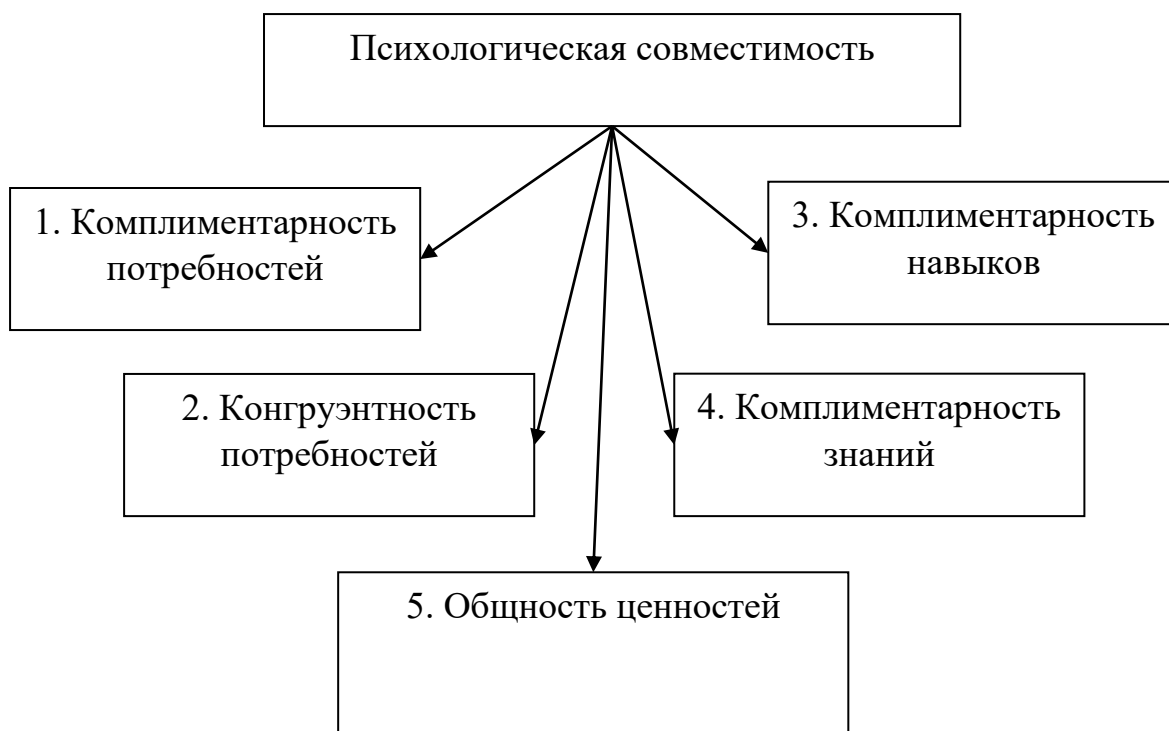 Психологическая совместимость
1. Комплиментарность
потребностей
3. Комплиментарность
навыков
2. Конгруэнтность
потребностей
4. Комплиментарность
знаний
5. Общность ценностей